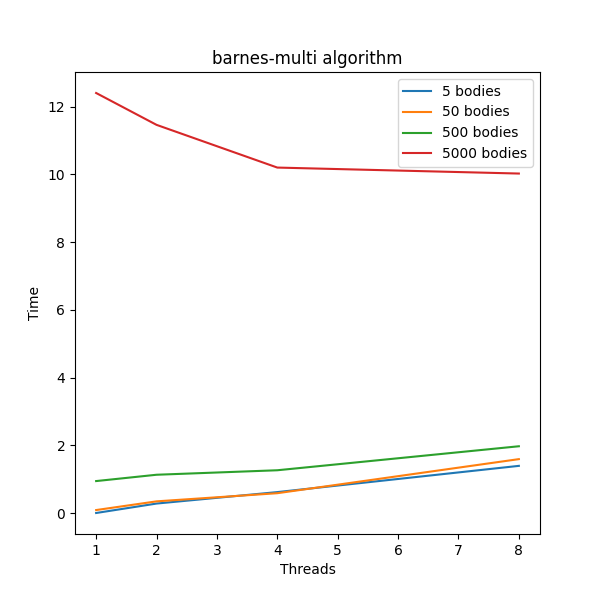 barnes-multi algorithm
5 bodies
50 bodies
500 bodies
5000 bodies
12
10
8
6
4
2
0
Time
1 2 3 4 5 6 7 8
Threads